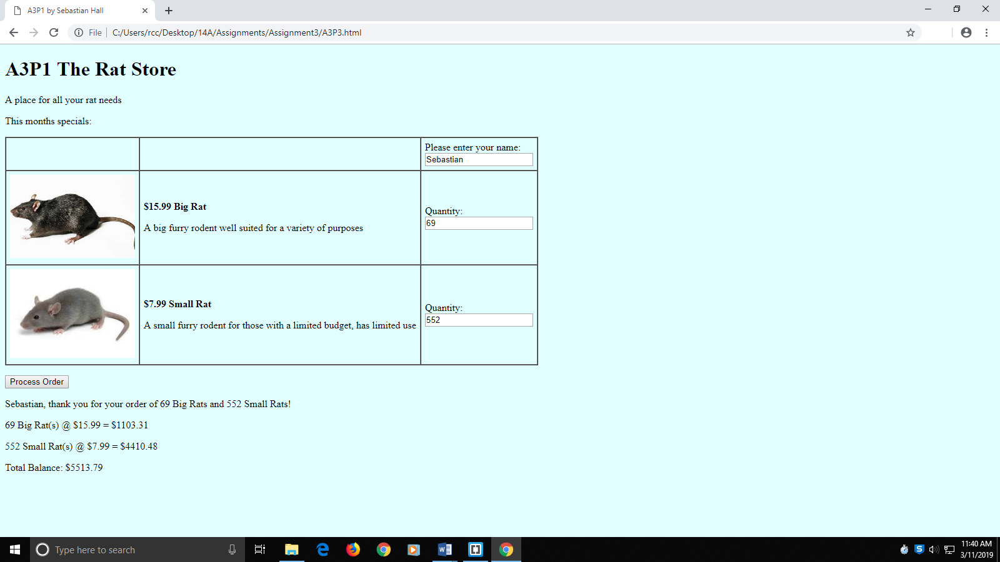 A3P1 by Sebastian Hall
File
C:/Users/rcc/Desktop/14A/Assignments/Assignment3/A3P3.html
A3P1 The Rat Store
A place for all your rat needs
This months specials:
Please enter your name:
Sebastian
$15.99 Big Rat
A big furry rodent well suited for a variety of purposes
Quantity:
69
$7.99 Small Rat
A small furry rodent for those with a limited budget, has limited use
Quantity:
552
Process Order
Sebastian, thank you for your order of 69 Big Rats and 552 Small Rats!
69 Big Rat(s) @ $15.99 = $1103.31
552 Small Rat(s) @ $7.99 = $4410.48
Total Balance: $5513.79
Type here to search
11:40 AM
3/11/2019